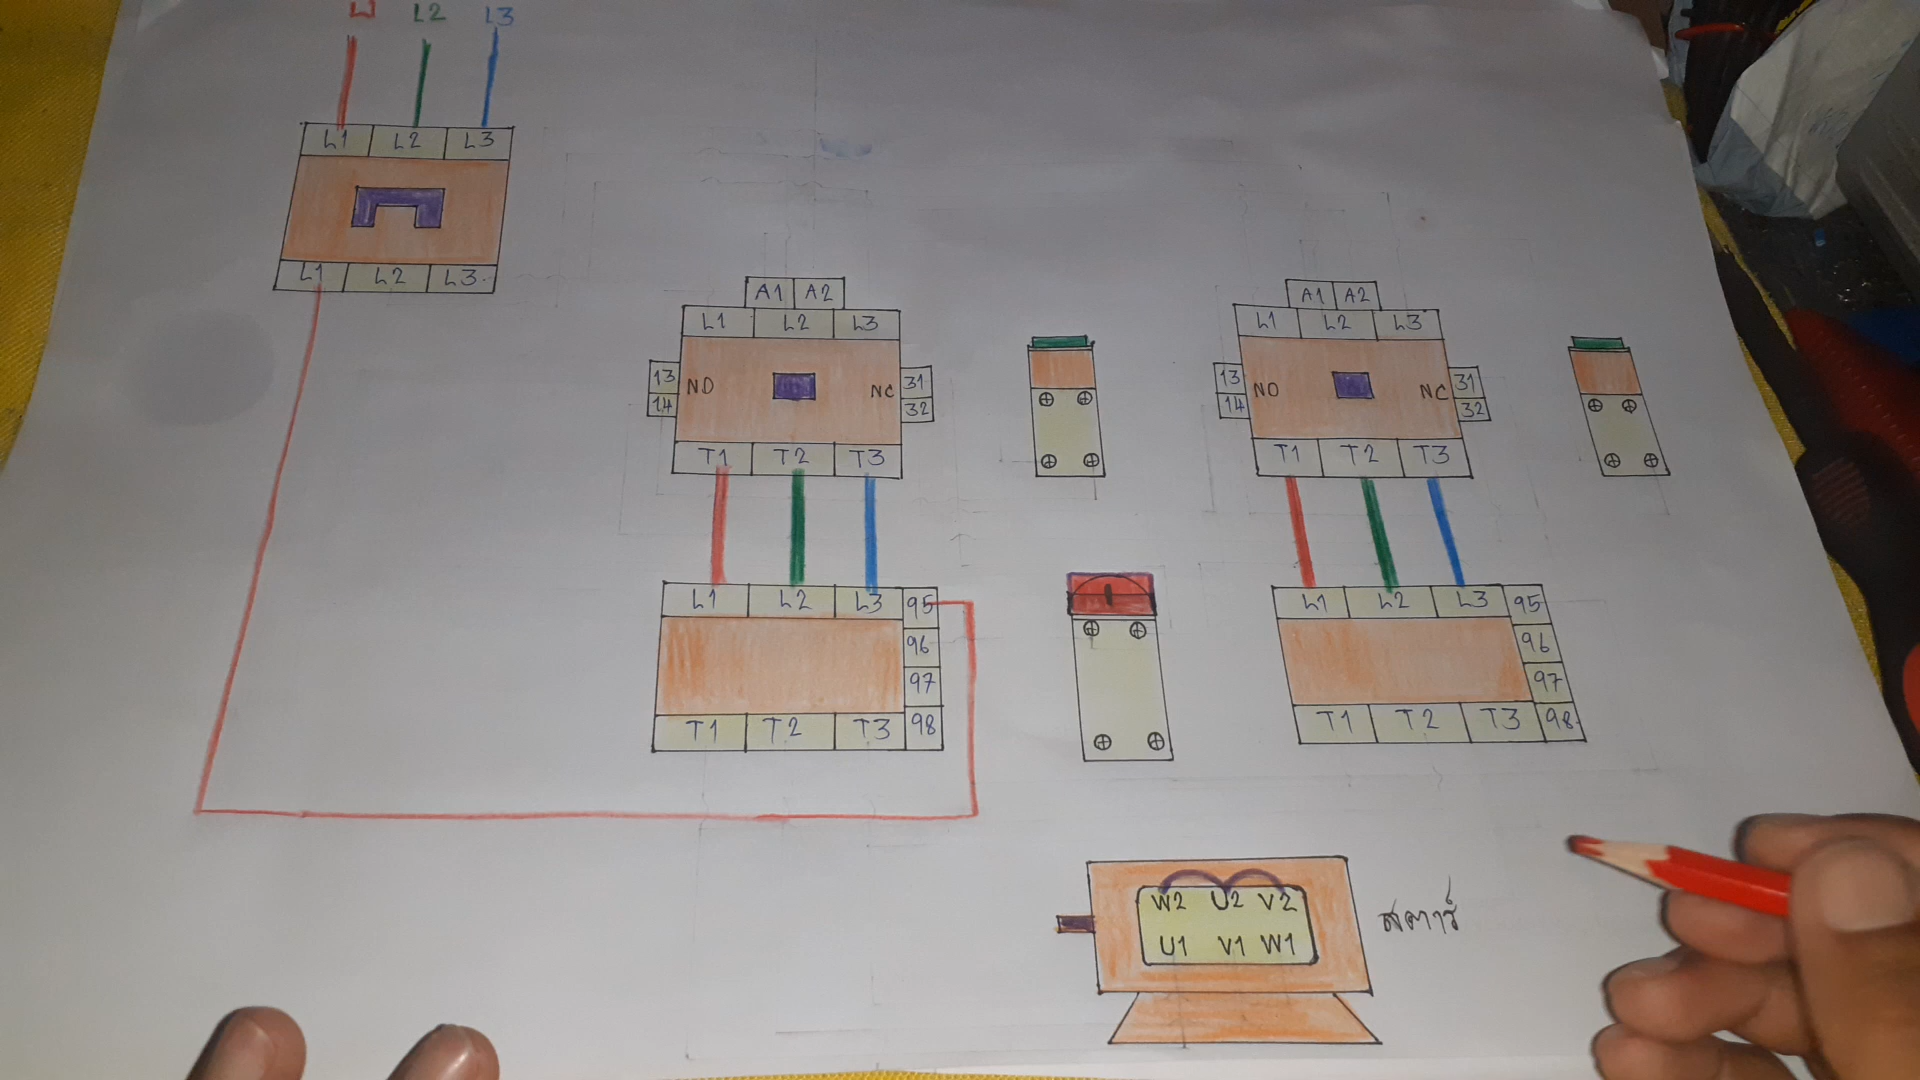 L1 L2 L3
L1 L2 L3
L1 L2 L3
A1 A2
L1 L2 L3
13 NO NC 31
14 32
T1 T2 T3
A1 A2
L1 L2 L3
13 NO NC 31
14 32
T1 T2 T3
L1 L2 L3 95
96
97
T1 T2 T3 98
L1 L2 L3 95
96
97
T1 T2 T3 98
W2 U2 V2
U1 V1 W1
สตาร์